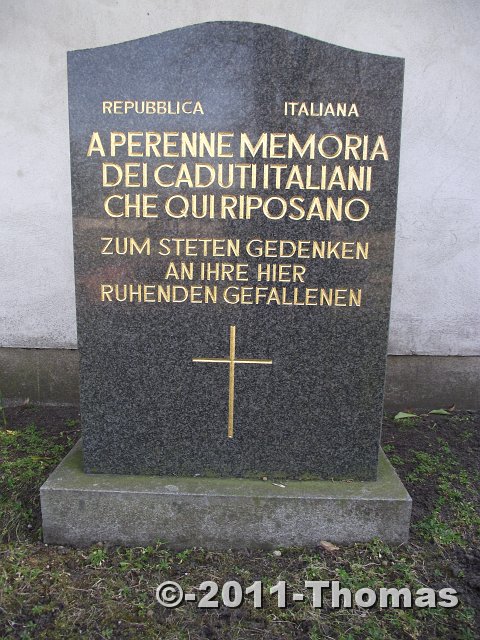 REPUBBLICA ITALIANA
A PERENNE MEMORIA
DEI CADUTI ITALIANI
CHE QUI RIPOSANO
ZUM STETEN GEDENKEN
AN IHRE HIER
RUHENDEN GEFALLENEN
©-2011-Thomas